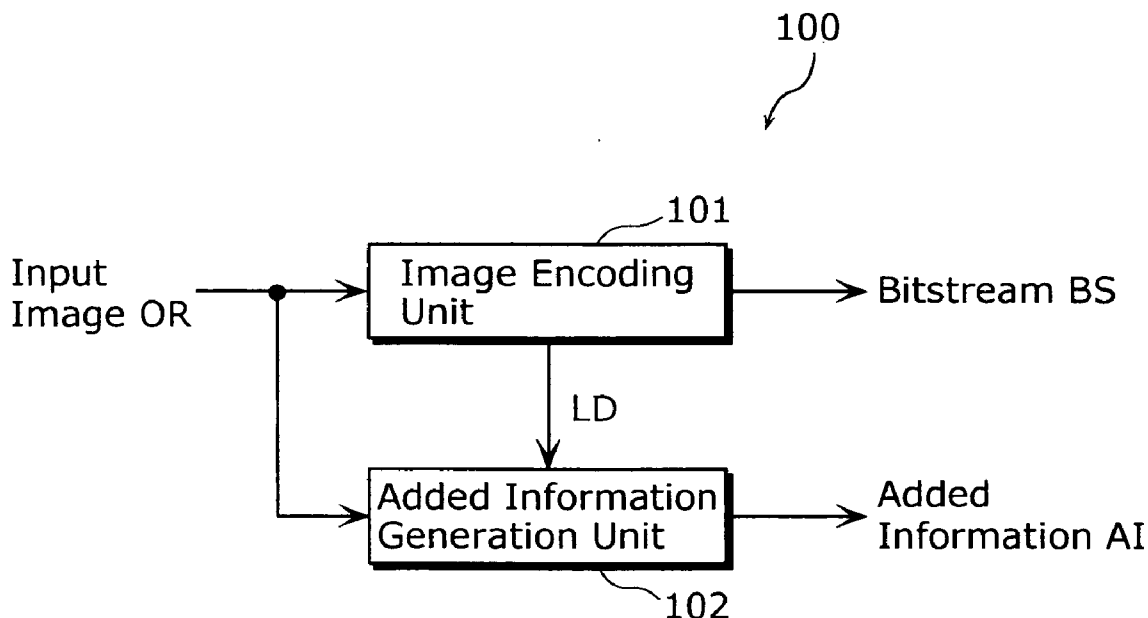 100
101
Input
Image OR
Image Encoding
Unit
Bitstream BS
LD
Added Information
Generation Unit
Added
Information AI
102